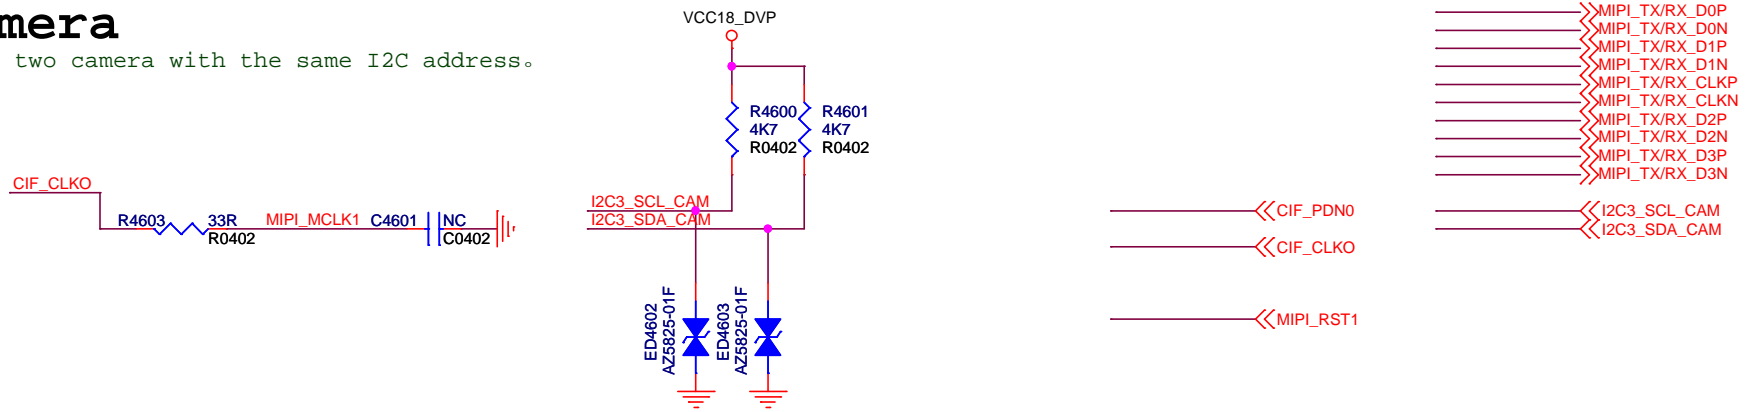 mera
two camera with the same I2C address。
VCC18_DVP
R4600
4K7
R0402
R4601
4K7
R0402
CIF_CLKO
R4603
33R
R0402
MIPI_MCLK1
C4601
NC
C0402
I2C3_SCL_CAM
I2C3_SDA_CAM
ED4602
AZ5825-01F
ED4603
AZ5825-01F
CIF_PDN0
CIF_CLKO
MIPI_RST1
MIPI_TX/RX_D0P
MIPI_TX/RX_D0N
MIPI_TX/RX_D1P
MIPI_TX/RX_D1N
MIPI_TX/RX_CLKP
MIPI_TX/RX_CLKN
MIPI_TX/RX_D2P
MIPI_TX/RX_D2N
MIPI_TX/RX_D3P
MIPI_TX/RX_D3N
I2C3_SCL_CAM
I2C3_SDA_CAM